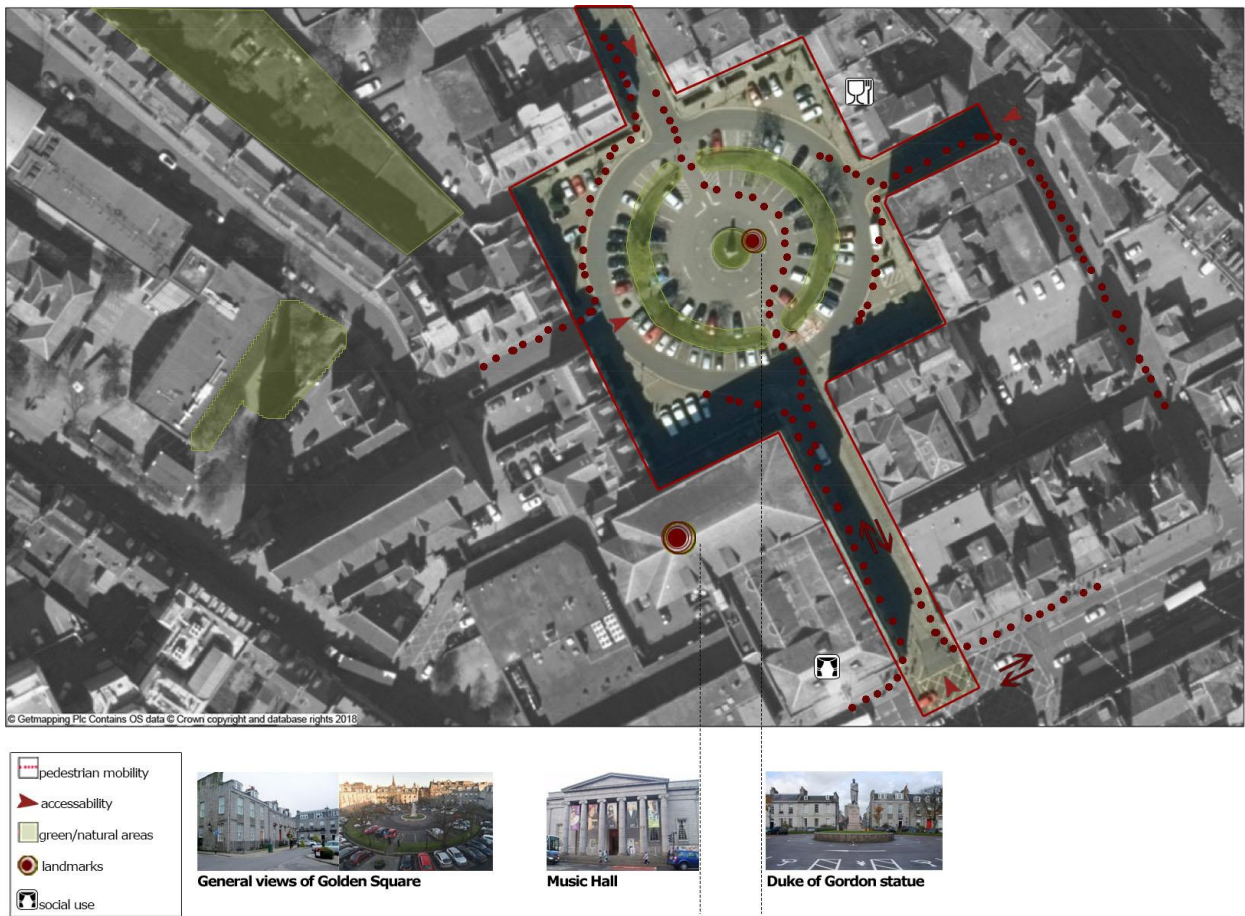 © Getmapping Plc Contains OS data © Crown copyright and database rights 2018
pedestrian mobility
accessability
green/natural areas
landmarks
social use
General views of Golden Square
Music Hall
Duke of Gordon statue